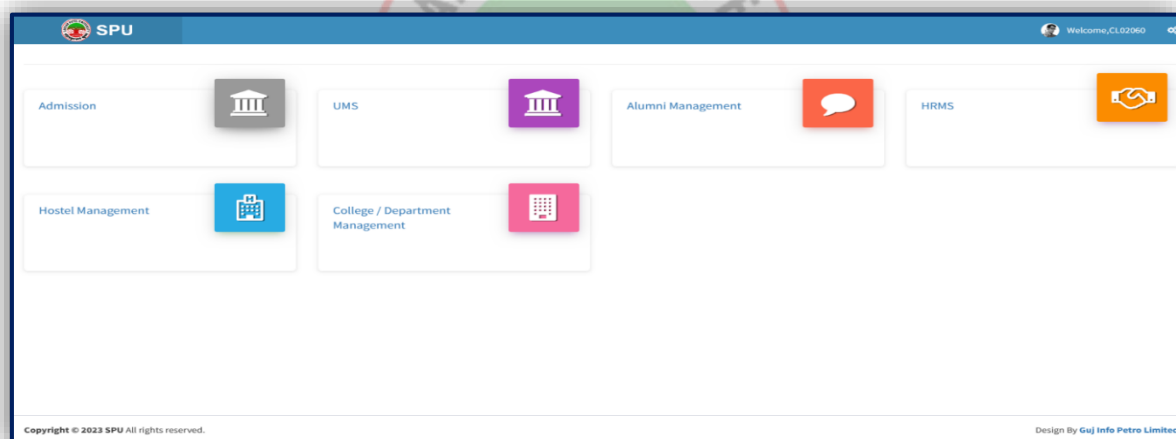 SPU
Welcome,CL02060
Admission
UMS
Alumni Management
HRMS
Hostel Management
College / Department
Management
Copyright © 2023 SPU All rights reserved.
Design By Guj Info Petro Limited